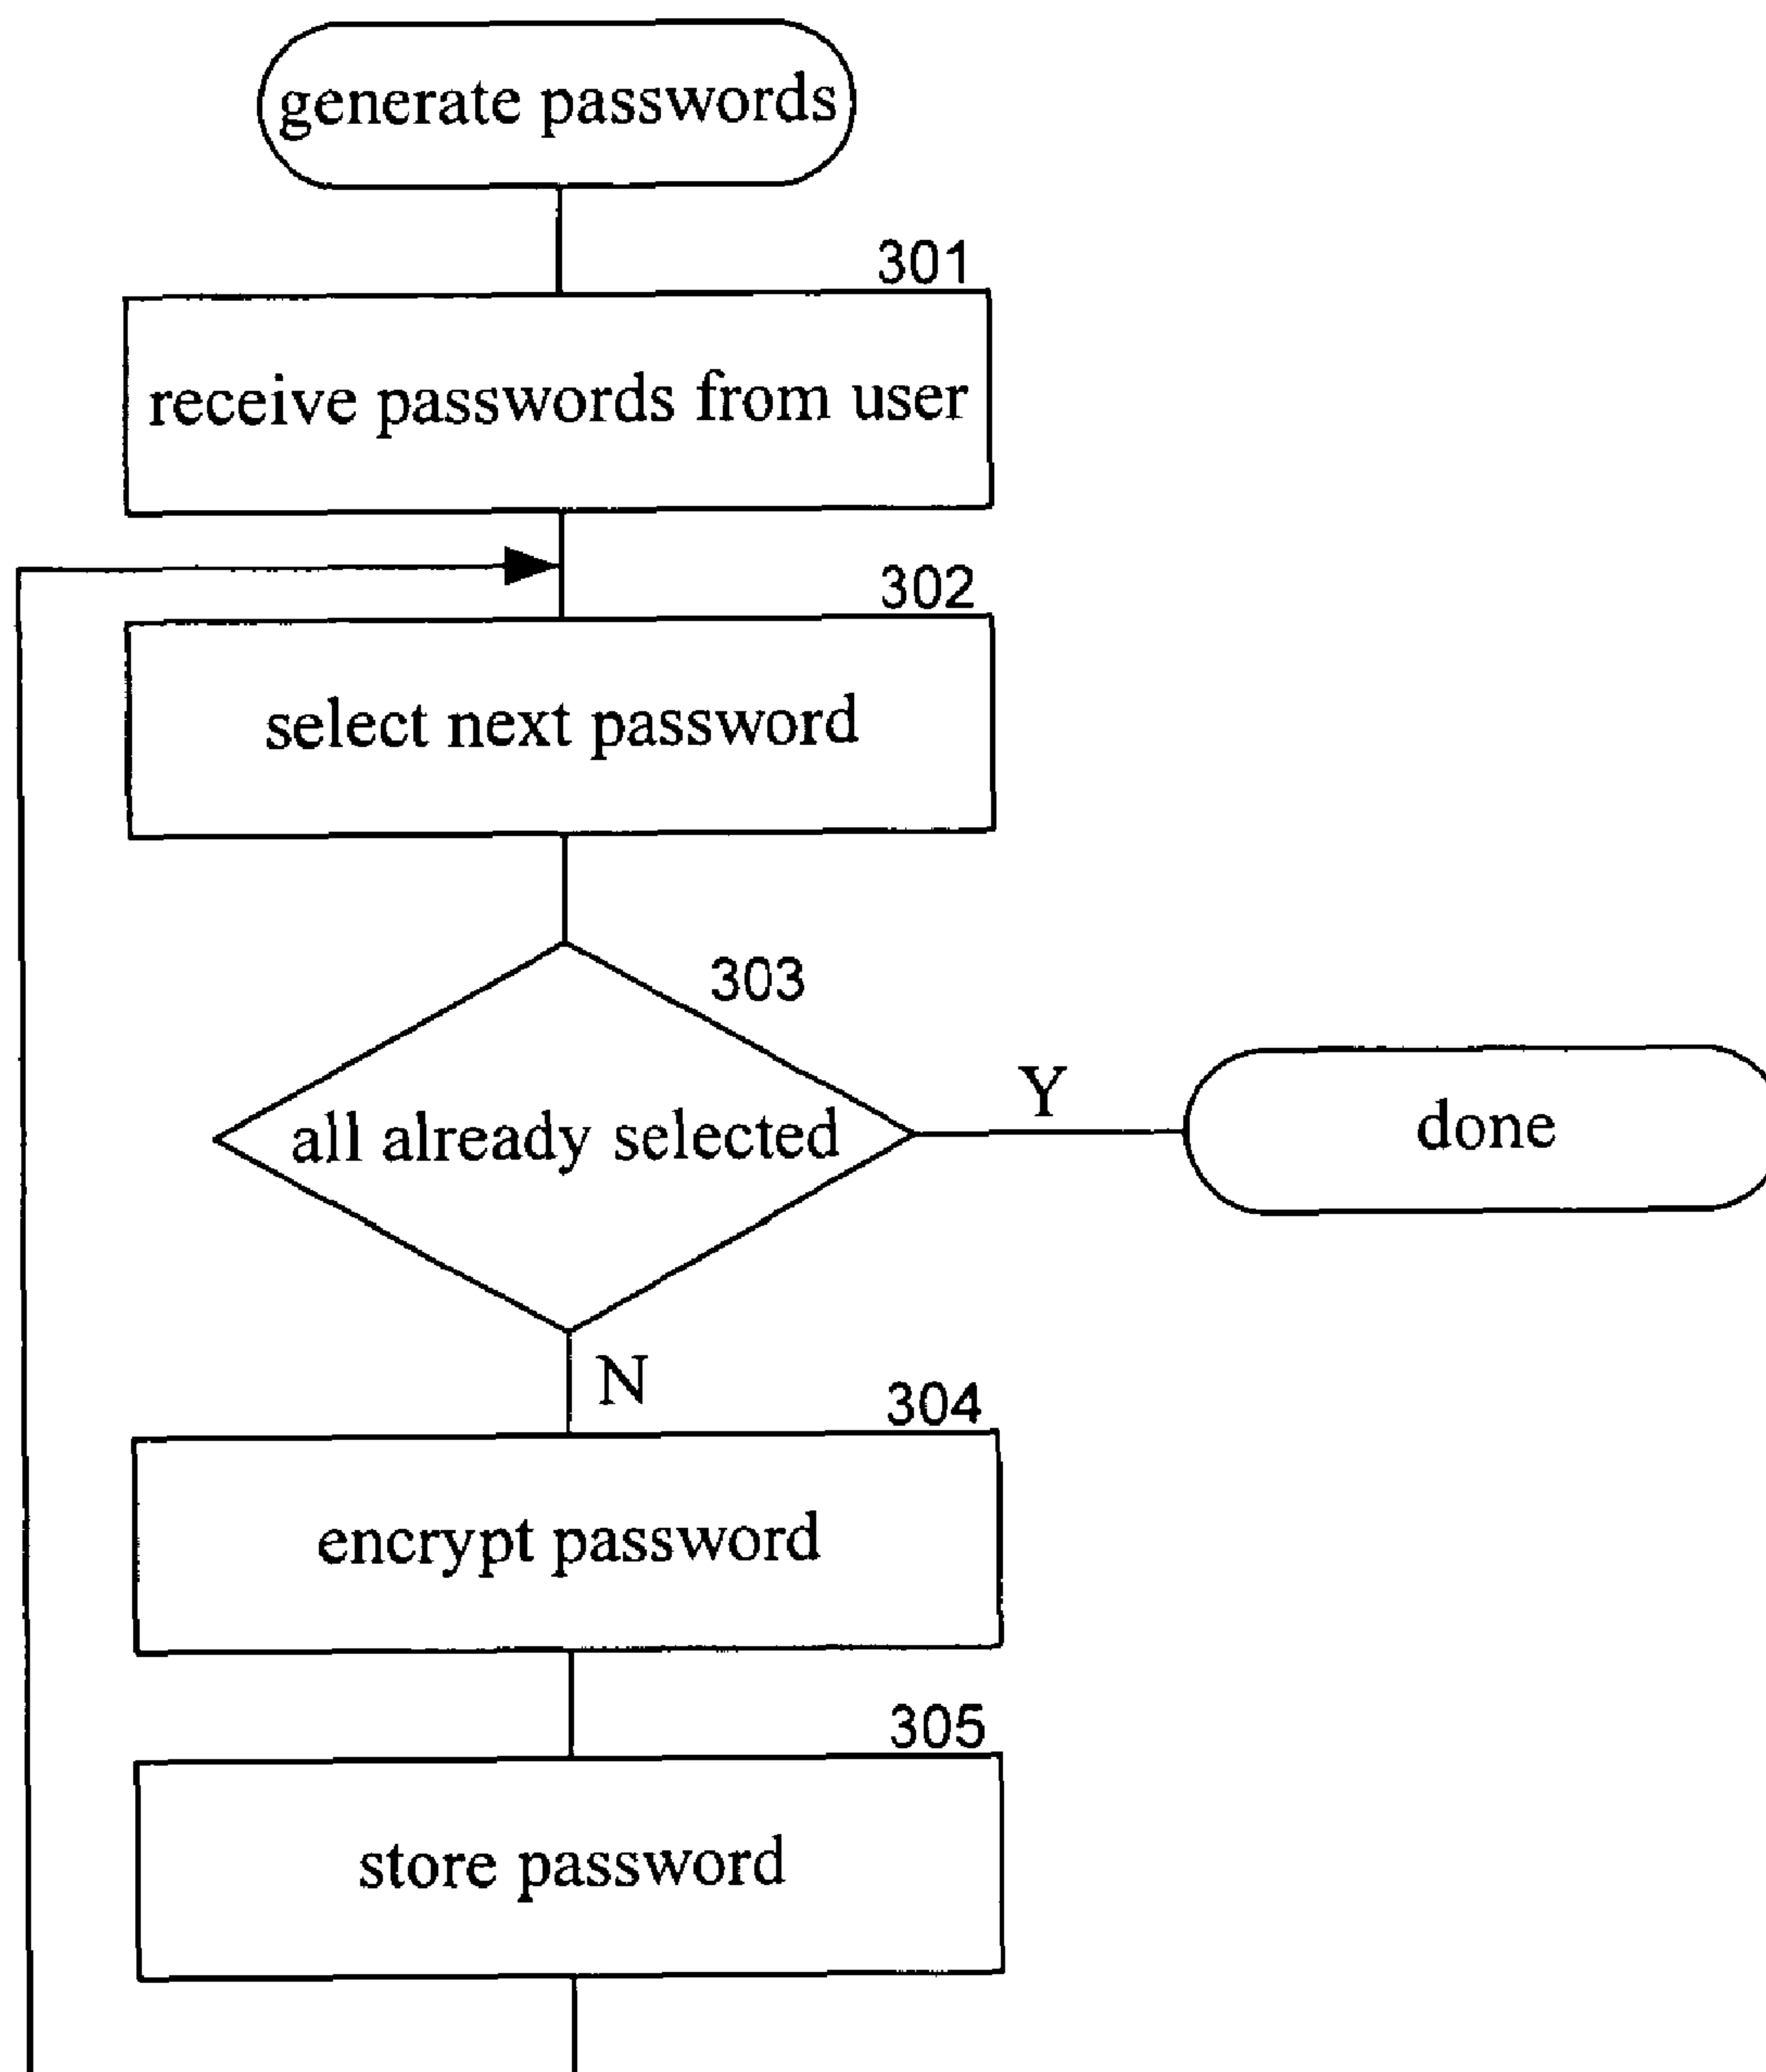 generate passwords
301
receive passwords from user
302
select next password
303
all already selected
Y
done
N
304
encrypt password
305
store password